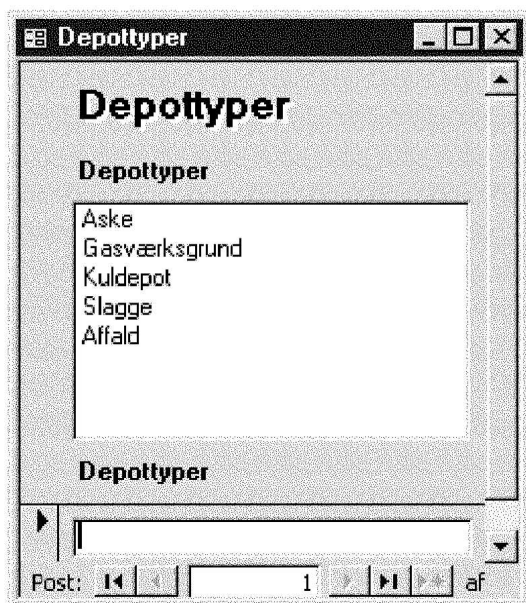 Depottyper
Depottyper
Depottyper
Aske
Gasværksgrund
Kuldepot
Slagge
Affald
Depottyper
Post: 1 af